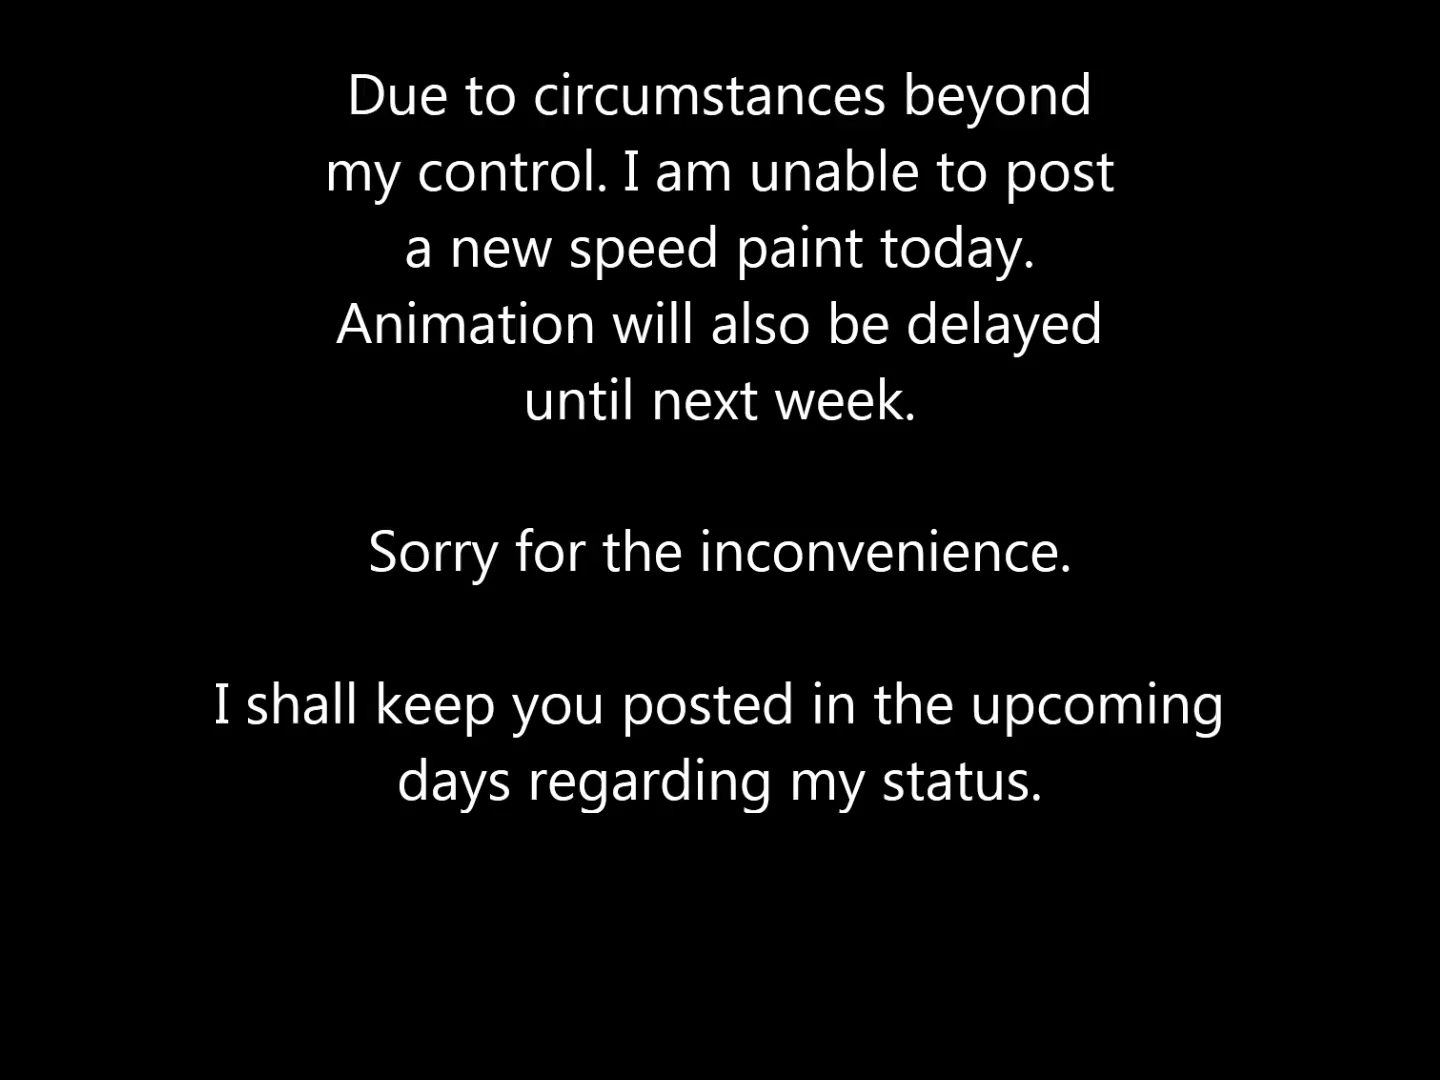 Due to circumstances beyond
my control. I am unable to post
a new speed paint today.
Animation will also be delayed
until next week.
Sorry for the inconvenience.
I shall keep you posted in the upcoming
days regarding my status.